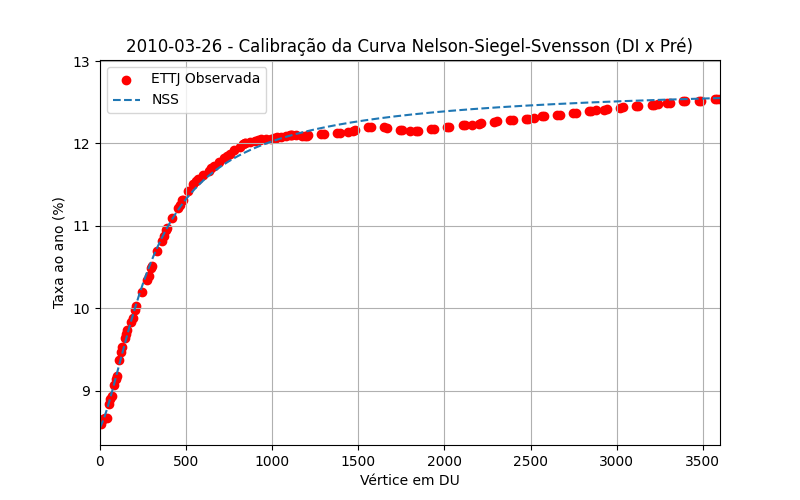 2010-03-26 - Calibração da Curva Nelson-Siegel-Svensson (DI x Pré)
13
12
11
10
9
Taxa ao ano (%)
ETTJ Observada
NSS
0 500 1000 1500 2000 2500 3000 3500
Vértice em DU